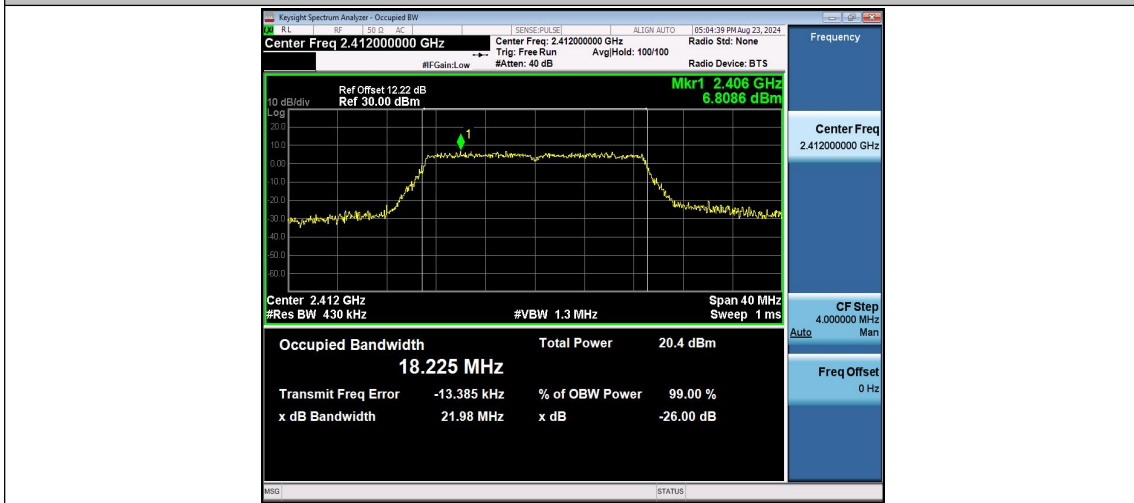 Keysight Spectrum Analyzer - Occupied BW
RL RF 50 Ω AC SENSE:PULSE ALIGN AUTO 05:04:39 PM Aug 23, 2024
Center Freq 2.412000000 GHz Center Freq: 2.412000000 GHz Radio Std: None
Trig: Free Run Avg|Hold: 100/100
#IFGain:Low #Atten: 40 dB Radio Device: BTS
Frequency
Mkr1 2.406 GHz
6.8086 dBm
Ref Offset 12.22 dB
10 dB/div Ref 30.00 dBm
Log
20.0
10.0
0.00
-10.0
-20.0
-30.0
-40.0
-50.0
-60.0
1
Center 2.412 GHz Span 40 MHz
#Res BW 430 kHz #VBW 1.3 MHz Sweep 1 ms
Center Freq
2.412000000 GHz
CF Step
4.000000 MHz
Auto Man
Freq Offset
0 Hz
Occupied Bandwidth Total Power 20.4 dBm
18.225 MHz
Transmit Freq Error -13.385 kHz % of OBW Power 99.00 %
x dB Bandwidth 21.98 MHz x dB -26.00 dB
MSG STATUS